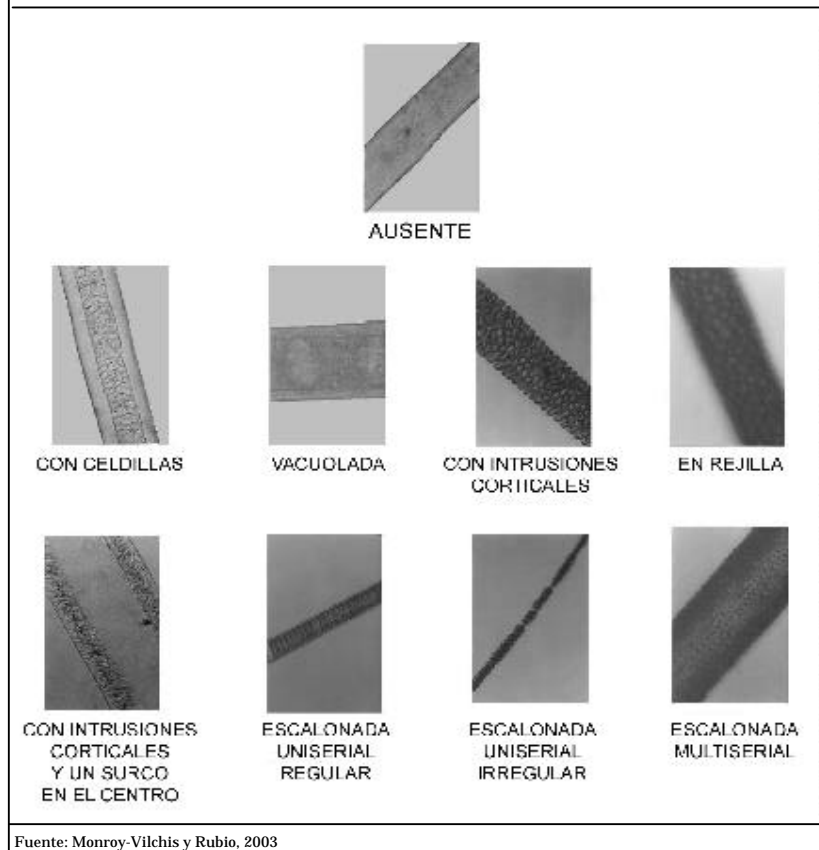 AUSENTE
CON CELDILLAS
VACUOLADA
CON INTRUSIONES
CORTICALES
EN REJILLA
CON INTRUSIONES
CORTICALES
Y UN SURCO
EN EL CENTRO
ESCALONADA
UNISERIAL
REGULAR
ESCALONADA
UNISERIAL
IRREGULAR
ESCALONADA
MULTISERIAL
Fuente: Monroy-Vilchis y Rubio, 2003